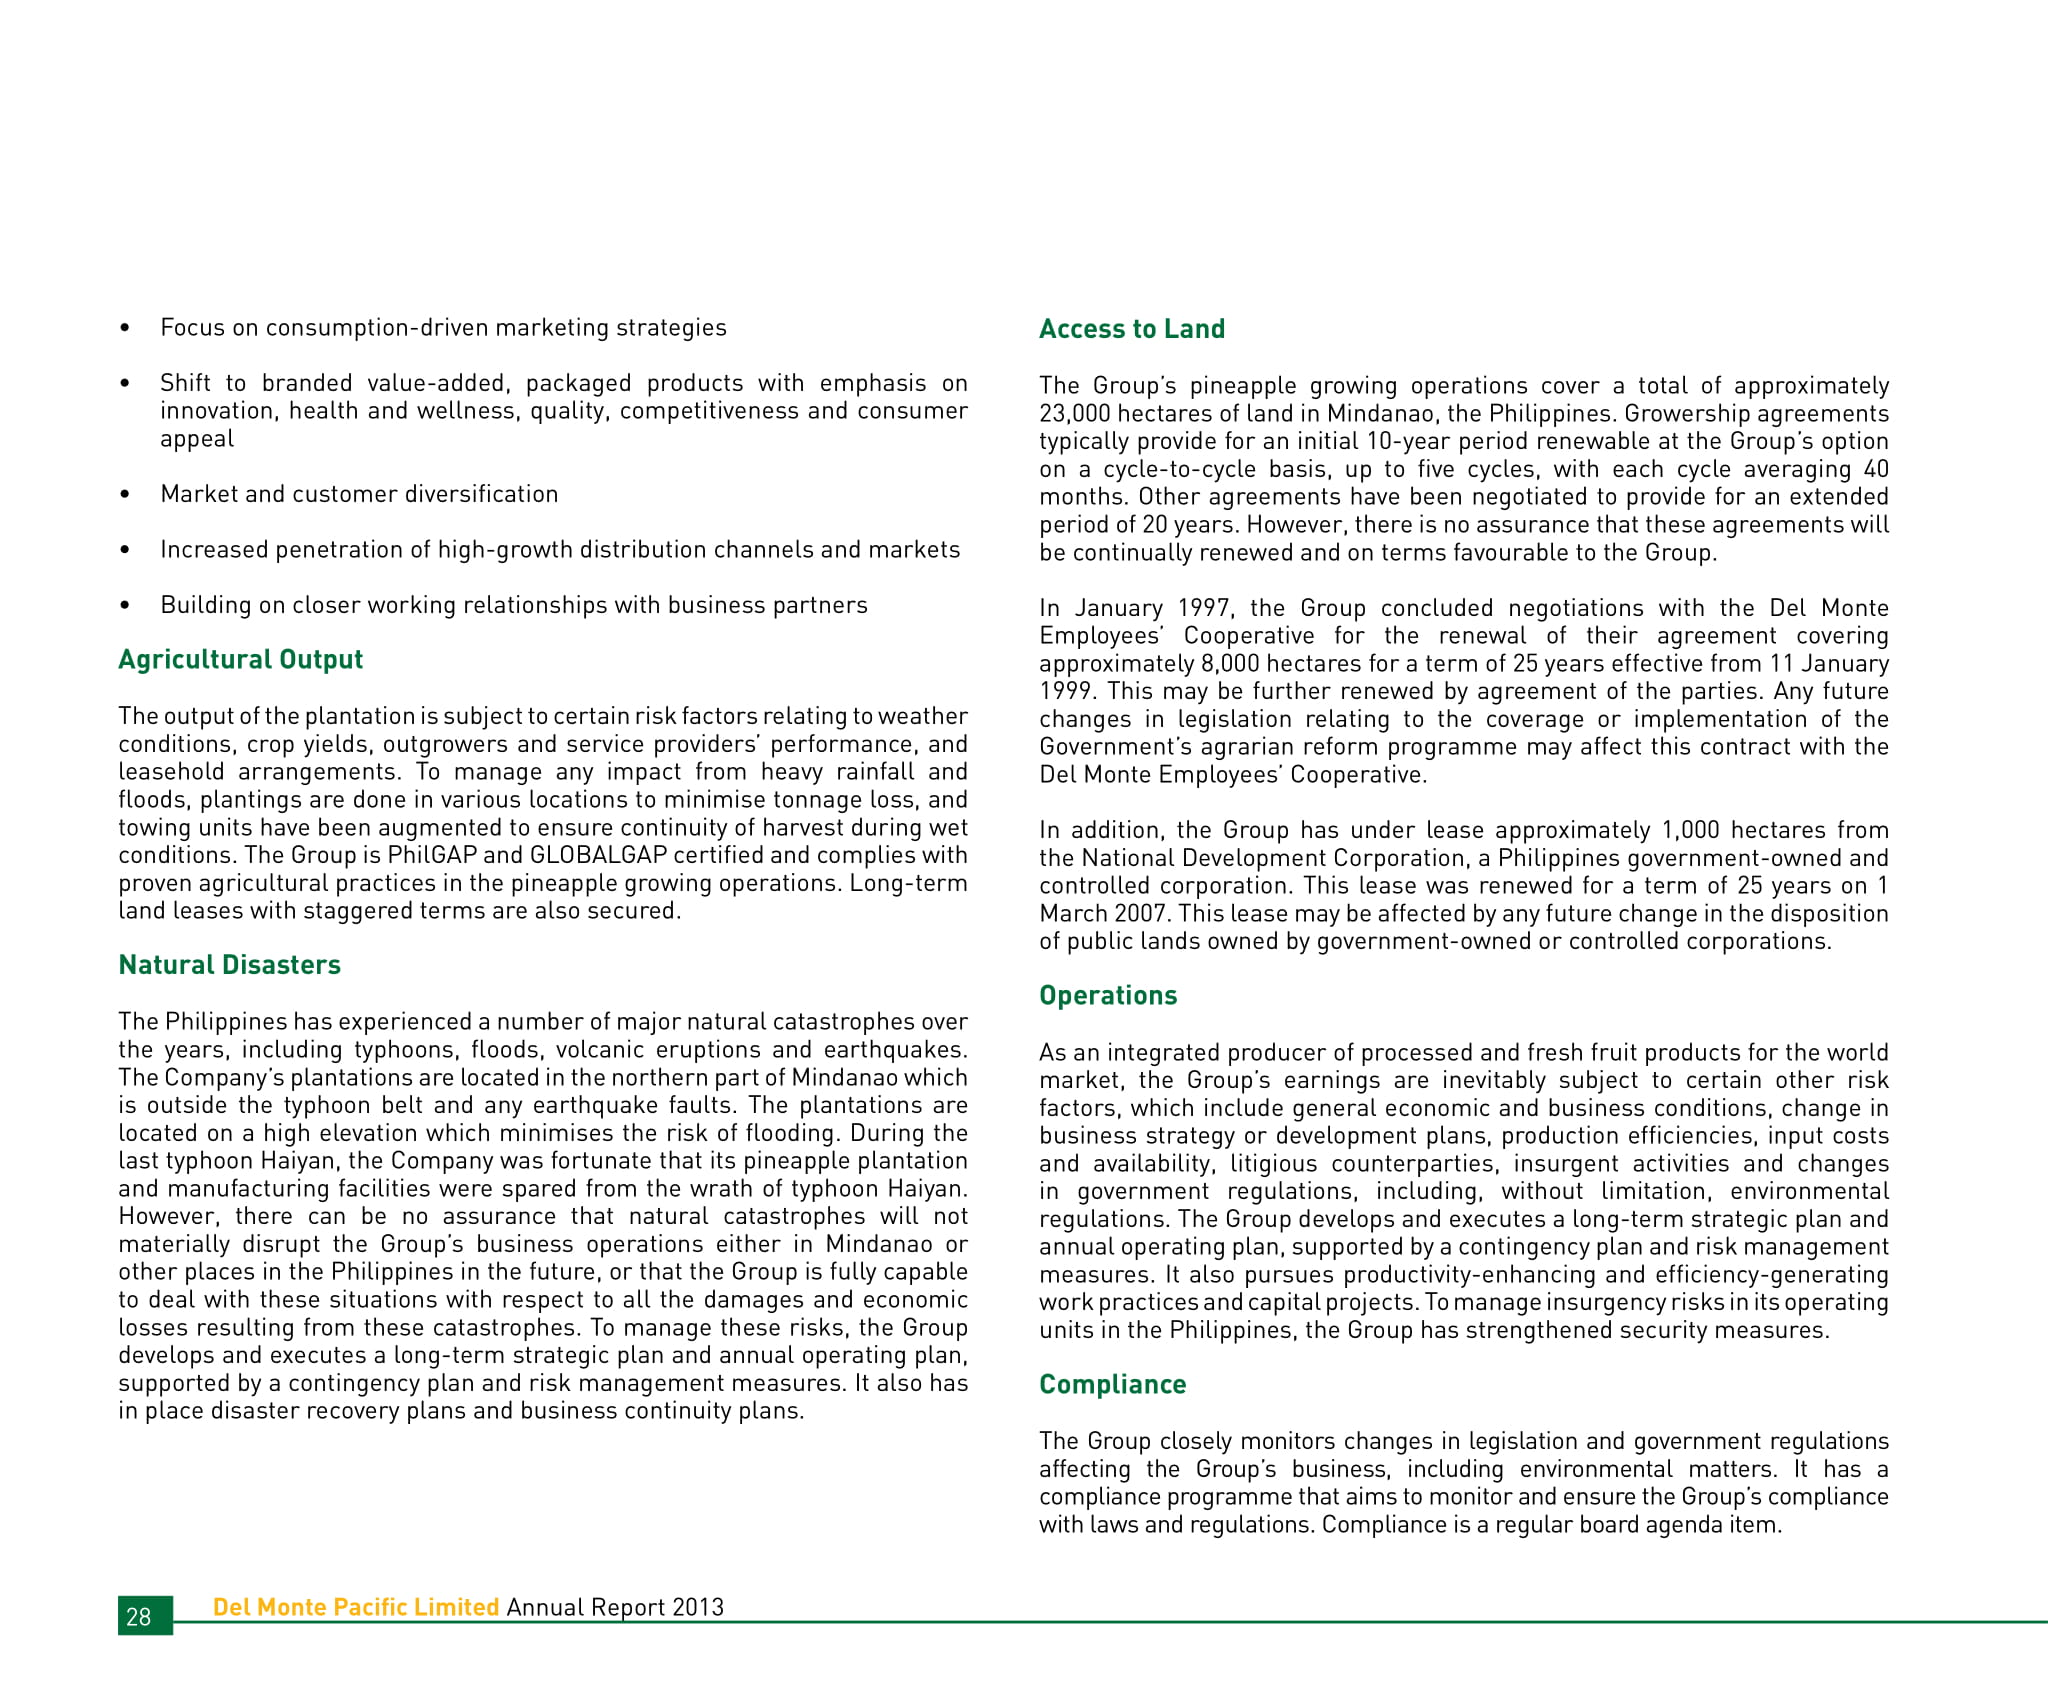 • Focus on consumption-driven marketing strategies
• Shift to branded value-added, packaged products with emphasis on
innovation, health and wellness, quality, competitiveness and consumer
appeal
• Market and customer diversification
• Increased penetration of high-growth distribution channels and markets
• Building on closer working relationships with business partners
Agricultural Output
The output of the plantation is subject to certain risk factors relating to weather
conditions, crop yields, outgrowers and service providers’ performance, and
leasehold arrangements. To manage any impact from heavy rainfall and
floods, plantings are done in various locations to minimise tonnage loss, and
towing units have been augmented to ensure continuity of harvest during wet
conditions. The Group is PhilGAP and GLOBALGAP certified and complies with
proven agricultural practices in the pineapple growing operations. Long-term
land leases with staggered terms are also secured.
Natural Disasters
The Philippines has experienced a number of major natural catastrophes over
the years, including typhoons, floods, volcanic eruptions and earthquakes.
The Company’s plantations are located in the northern part of Mindanao which
is outside the typhoon belt and any earthquake faults. The plantations are
located on a high elevation which minimises the risk of flooding. During the
last typhoon Haiyan, the Company was fortunate that its pineapple plantation
and manufacturing facilities were spared from the wrath of typhoon Haiyan.
However, there can be no assurance that natural catastrophes will not
materially disrupt the Group’s business operations either in Mindanao or
other places in the Philippines in the future, or that the Group is fully capable
to deal with these situations with respect to all the damages and economic
losses resulting from these catastrophes. To manage these risks, the Group
develops and executes a long-term strategic plan and annual operating plan,
supported by a contingency plan and risk management measures. It also has
in place disaster recovery plans and business continuity plans.
Access to Land
The Group’s pineapple growing operations cover a total of approximately
23,000 hectares of land in Mindanao, the Philippines. Growership agreements
typically provide for an initial 10-year period renewable at the Group’s option
on a cycle-to-cycle basis, up to five cycles, with each cycle averaging 40
months. Other agreements have been negotiated to provide for an extended
period of 20 years. However, there is no assurance that these agreements will
be continually renewed and on terms favourable to the Group.
In January 1997, the Group concluded negotiations with the Del Monte
Employees’ Cooperative for the renewal of their agreement covering
approximately 8,000 hectares for a term of 25 years effective from 11 January
1999. This may be further renewed by agreement of the parties. Any future
changes in legislation relating to the coverage or implementation of the
Government’s agrarian reform programme may affect this contract with the
Del Monte Employees’ Cooperative.
In addition, the Group has under lease approximately 1,000 hectares from
the National Development Corporation, a Philippines government-owned and
controlled corporation. This lease was renewed for a term of 25 years on 1
March 2007. This lease may be affected by any future change in the disposition
of public lands owned by government-owned or controlled corporations.
Operations
As an integrated producer of processed and fresh fruit products for the world
market, the Group’s earnings are inevitably subject to certain other risk
factors, which include general economic and business conditions, change in
business strategy or development plans, production efficiencies, input costs
and availability, litigious counterparties, insurgent activities and changes
in government regulations, including, without limitation, environmental
regulations. The Group develops and executes a long-term strategic plan and
annual operating plan, supported by a contingency plan and risk management
measures. It also pursues productivity-enhancing and efficiency-generating
work practices and capital projects. To manage insurgency risks in its operating
units in the Philippines, the Group has strengthened security measures.
Compliance
The Group closely monitors changes in legislation and government regulations
affecting the Group’s business, including environmental matters. It has a
compliance programme that aims to monitor and ensure the Group’s compliance
with laws and regulations. Compliance is a regular board agenda item.
28 Del Monte Pacific Limited Annual Report 2013